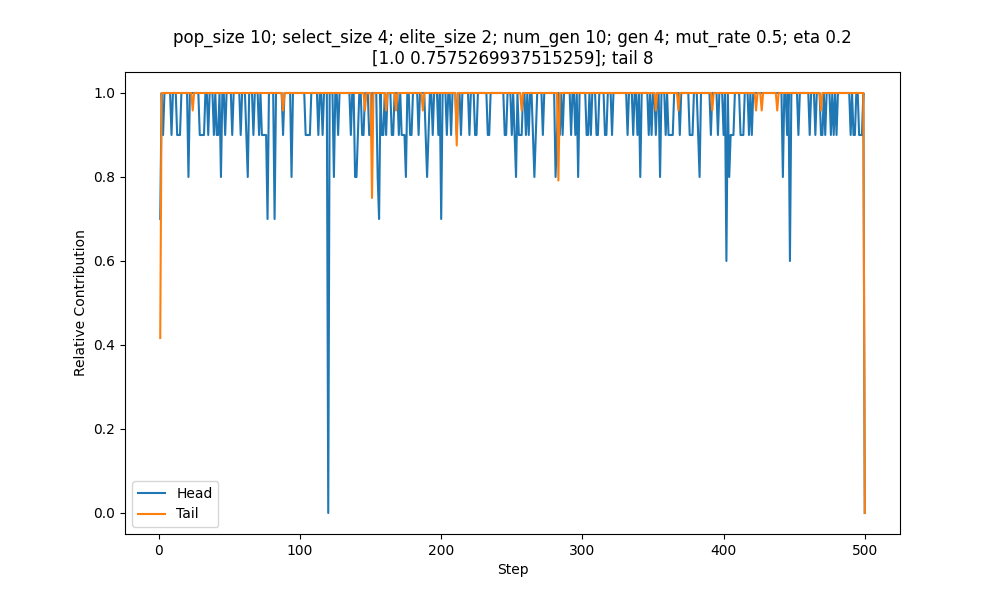 pop_size 10; select_size 4; elite_size 2; num_gen 10; gen 4; mut_rate 0.5; eta 0.2
[1.0 0.7575269937515259]; tail 8
1.0
0.8
0.6
0.4
0.2
0.0
Relative Contribution
Head
Tail
0
100
200
300
400
500
Step